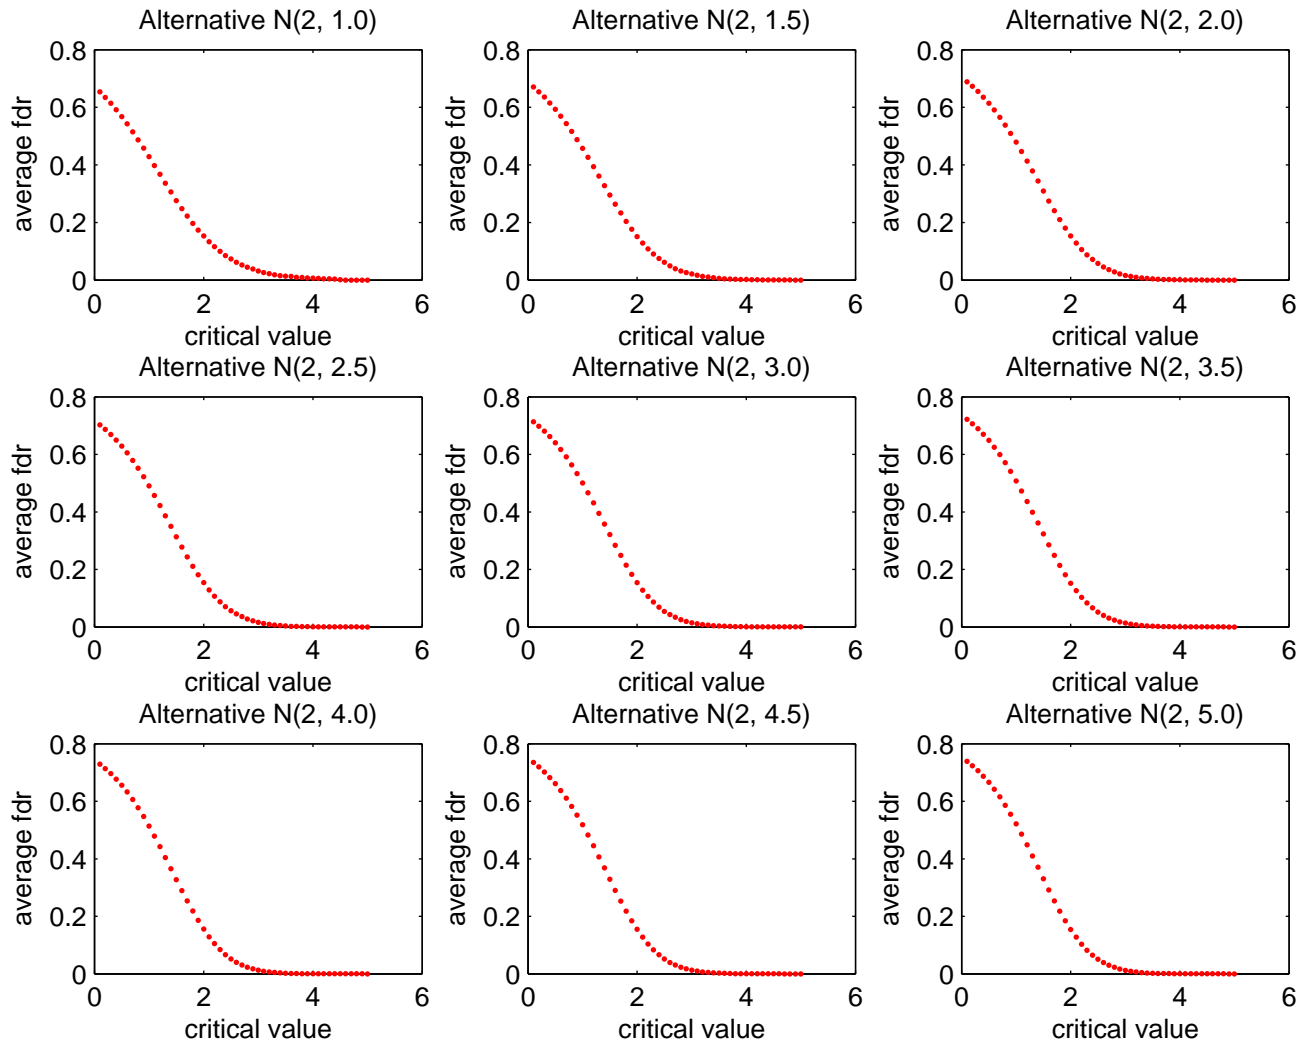 Alternative N(2, 1.0)
0.8
0.6
0.4
0.2
0
average fdr
0 2 4 6
critical value
Alternative N(2, 1.5)
0.8
0.6
0.4
0.2
0
average fdr
0 2 4 6
critical value
Alternative N(2, 2.0)
0.8
0.6
0.4
0.2
0
average fdr
0 2 4 6
critical value
Alternative N(2, 2.5)
0.8
0.6
0.4
0.2
0
average fdr
0 2 4 6
critical value
Alternative N(2, 3.0)
0.8
0.6
0.4
0.2
0
average fdr
0 2 4 6
critical value
Alternative N(2, 3.5)
0.8
0.6
0.4
0.2
0
average fdr
0 2 4 6
critical value
Alternative N(2, 4.0)
0.8
0.6
0.4
0.2
0
average fdr
0 2 4 6
critical value
Alternative N(2, 4.5)
0.8
0.6
0.4
0.2
0
average fdr
0 2 4 6
critical value
Alternative N(2, 5.0)
0.8
0.6
0.4
0.2
0
average fdr
0 2 4 6
critical value